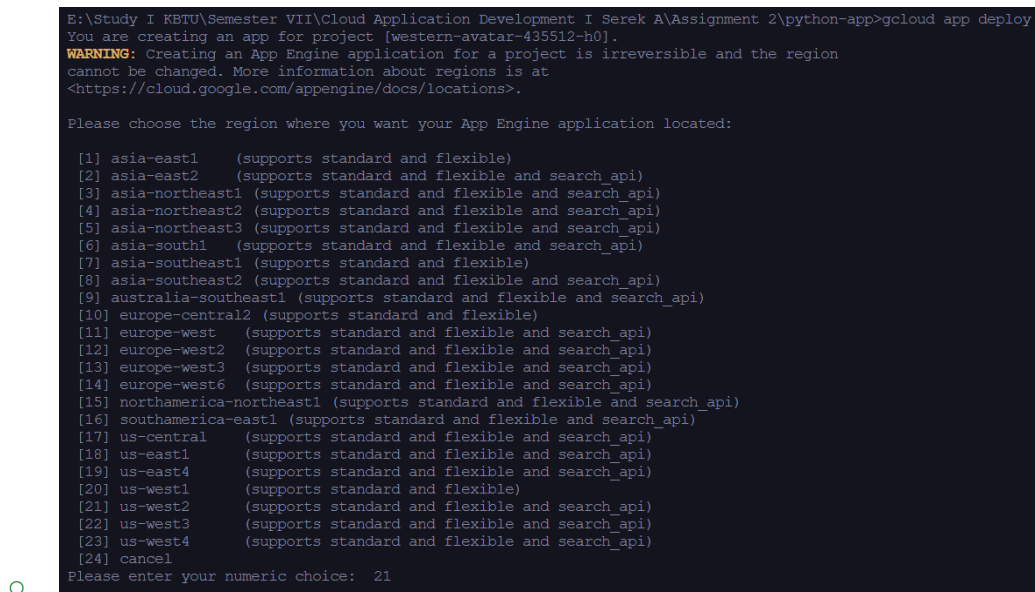 E:\Study I KBTU\Semester VII\Cloud Application Development I Serek A\Assignment 2\python-app>gcloud app deploy
You are creating an app for project [western-avatar-435512-h0].
WARNING: Creating an App Engine application for a project is irreversible and the region
cannot be changed. More information about regions is at
<https://cloud.google.com/appengine/docs/locations>.
Please choose the region where you want your App Engine application located:
[1] asia-east1 (supports standard and flexible)
[2] asia-east2 (supports standard and flexible and search_api)
[3] asia-northeast1 (supports standard and flexible and search_api)
[4] asia-northeast2 (supports standard and flexible and search_api)
[5] asia-northeast3 (supports standard and flexible and search_api)
[6] asia-south1 (supports standard and flexible and search_api)
[7] asia-southeast1 (supports standard and flexible)
[8] asia-southeast2 (supports standard and flexible and search_api)
[9] australia-southeast1 (supports standard and flexible and search_api)
[10] europe-central2 (supports standard and flexible)
[11] europe-west (supports standard and flexible and search_api)
[12] europe-west2 (supports standard and flexible and search_api)
[13] europe-west3 (supports standard and flexible and search_api)
[14] europe-west6 (supports standard and flexible and search_api)
[15] northamerica-northeast1 (supports standard and flexible and search_api)
[16] southamerica-east1 (supports standard and flexible and search_api)
[17] us-central (supports standard and flexible and search_api)
[18] us-east1 (supports standard and flexible and search_api)
[19] us-east4 (supports standard and flexible and search_api)
[20] us-west1 (supports standard and flexible)
[21] us-west2 (supports standard and flexible and search_api)
[22] us-west3 (supports standard and flexible and search_api)
[23] us-west4 (supports standard and flexible and search_api)
[24] cancel
Please enter your numeric choice: 21